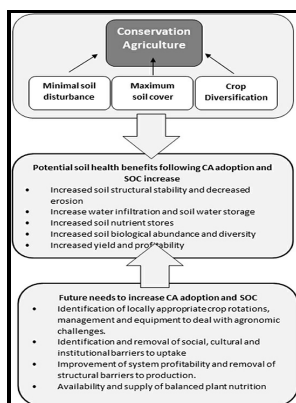 Conservation
Agriculture
Minimal soil
disturbance
Maximum
soil cover
Crop
Diversification
Potential soil health benefits following CA adoption and
SOC increase
• Increased soil structural stability and decreased
erosion
• Increase water infiltration and soil water storage
• Increased soil nutrient stores
• Increased soil biological abundance and diversity
• Increased yield and profitability
Future needs to increase CA adoption and SOC
• Identification of locally appropriate crop rotations,
management and equipment to deal with agronomic
challenges.
• Identification and removal of social, cultural and
institutional barriers to uptake
• Improvement of system profitability and removal of
structural barriers to production.
• Availability and supply of balanced plant nutrition